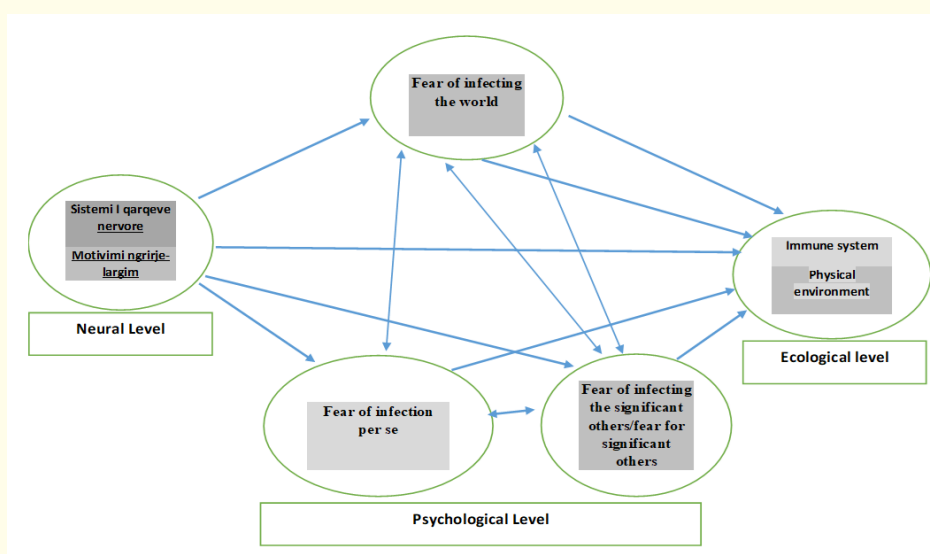 Fear of infecting
the world
Sistemi I qarqeve
nervore
Motivimi ngrirje-
largim
Neural Level
Immune system
Physical
environment
Ecological level
Fear of infection
per se
Fear of infecting
the significant
others/fear for
significant
others
Psychological Level